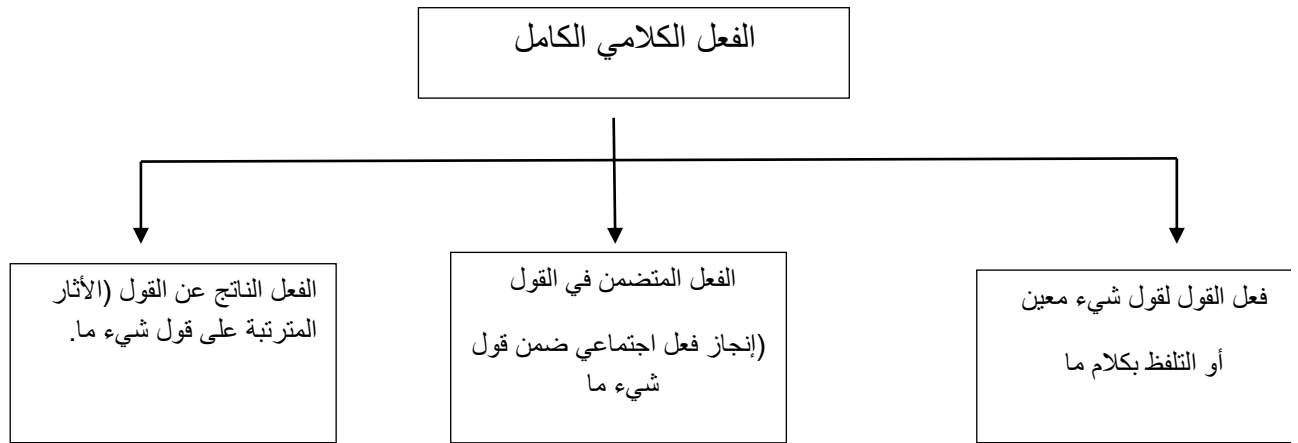 الفعل الكلامي الكامل
فعل القول لقول شيء معين
أو التلفظ بكلام ما
الفعل المتضمن في القول
(إنجاز فعل اجتماعي ضمن قول
شيء ما
الفعل الناتج عن القول (الأثار
المترتبة على قول شيء ما.